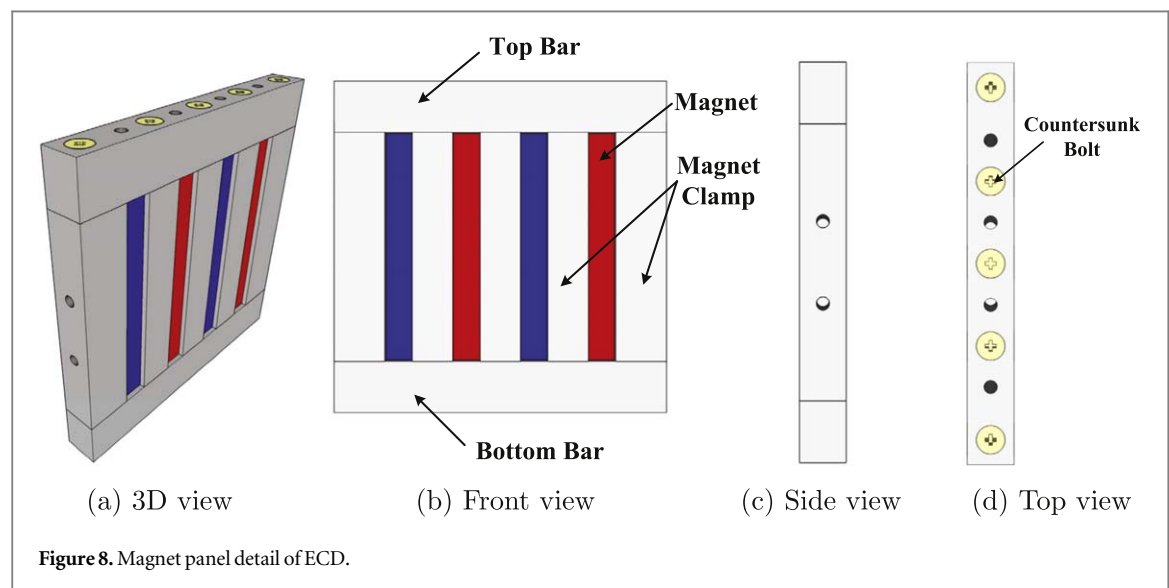 Top Bar
Magnet
Magnet
Clamp
Bottom Bar
Countersunk
Bolt
(a) 3D view
(b) Front view
(c) Side view
(d) Top view
Figure 8. Magnet panel detail of ECD.